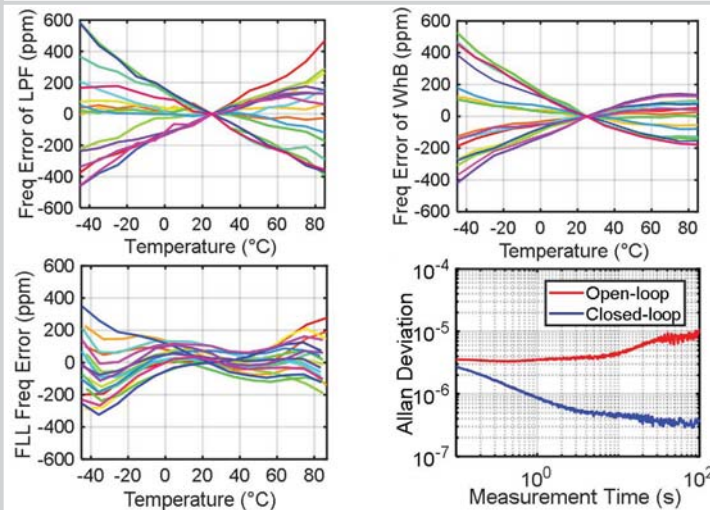 Freq Error of LPF (ppm)
600
400
200
0
-200
-400
-600
-40 -20 0 20 40 60 80
Temperature (°C)
Freq Error of WhB (ppm)
600
400
200
0
-200
-400
-600
-40 -20 0 20 40 60 80
Temperature (°C)
FLL Freq Error (ppm)
600
400
200
0
-200
-400
-600
-40 -20 0 20 40 60 80
Temperature (°C)
Allan Deviation
10-4
10-5
10-6
10-7
Open-loop
Closed-loop
100 102
Measurement Time (s)